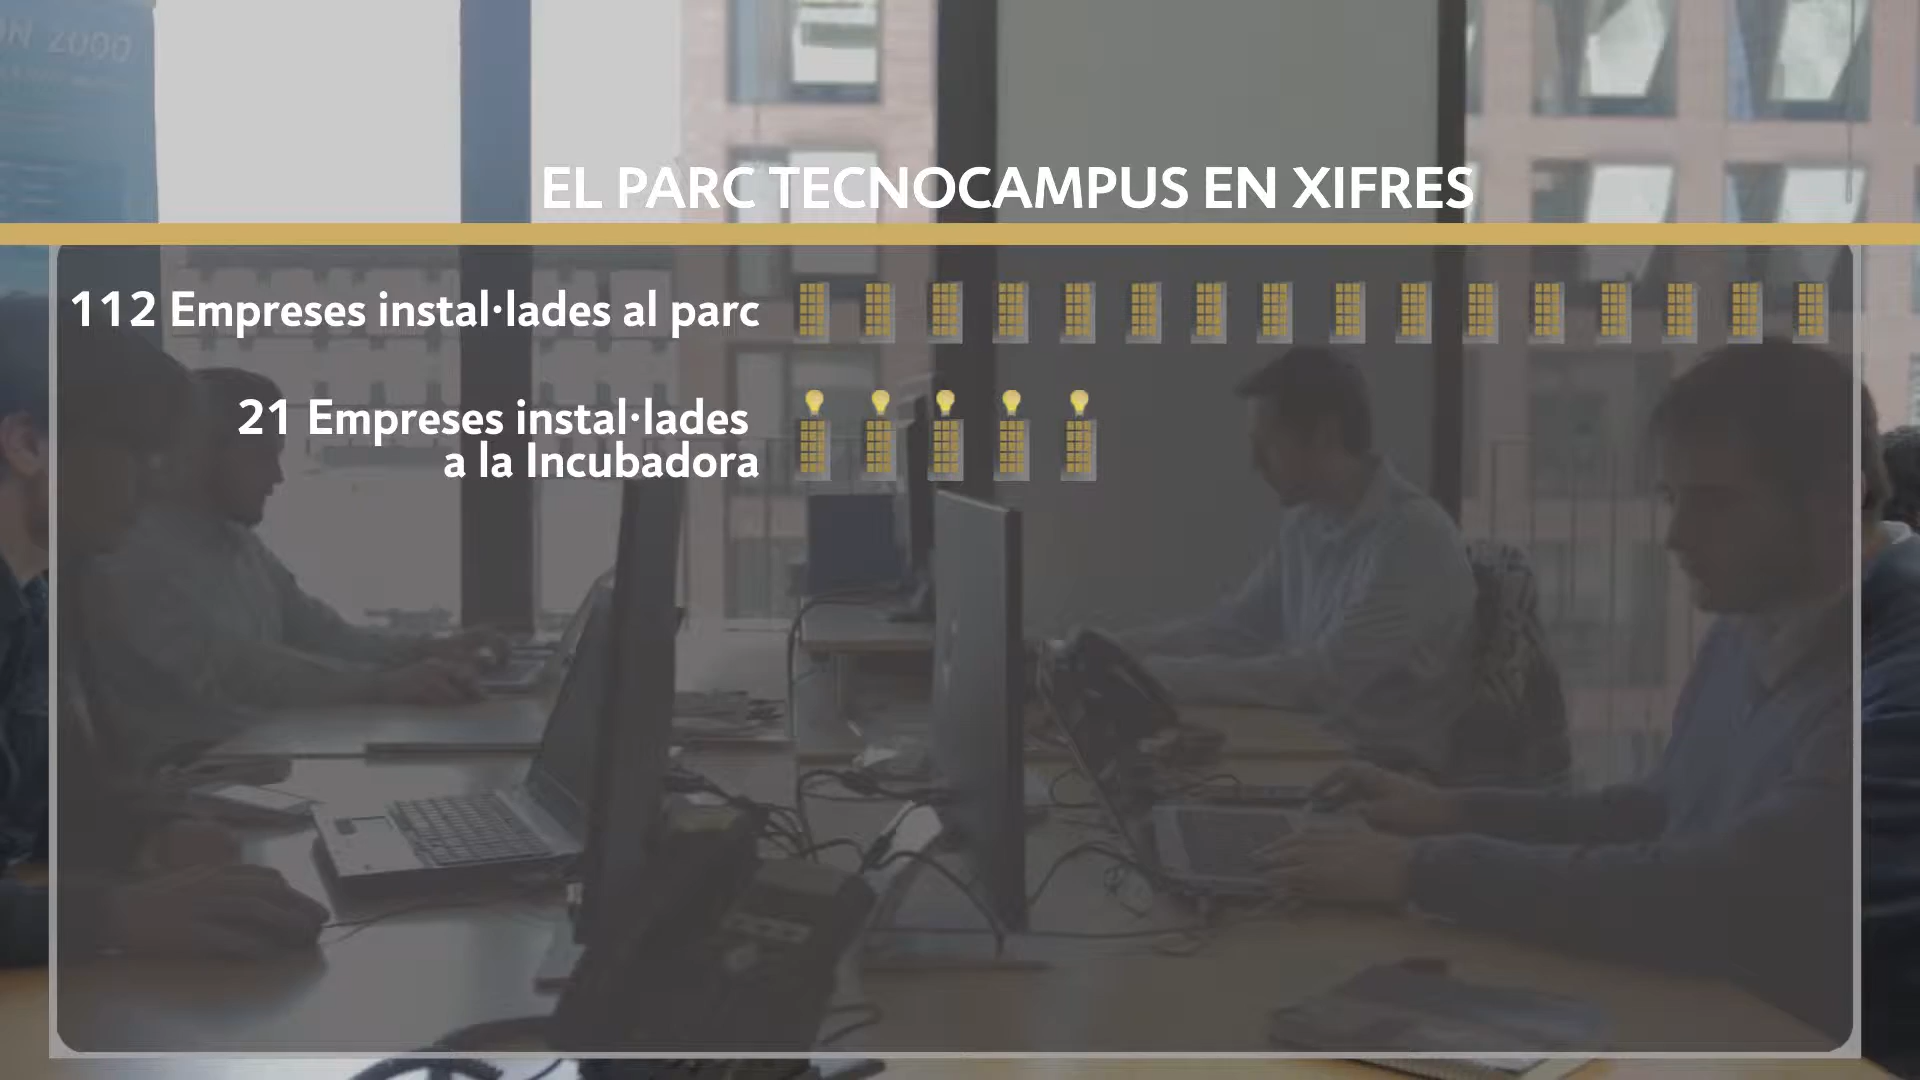 EL PARC TECNOCAMPUS EN XIFRES
112 Empreses instal·lades al parc
21 Empreses instal·lades
a la Incubadora